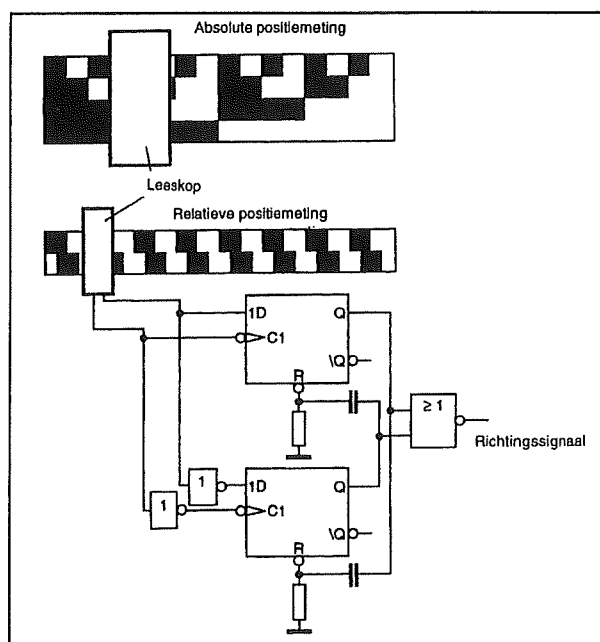 Absolute positiemeting
Leeskop
Relatieve positiemeting
1D
Q
C1
\Q
R
≥ 1
Richtingssignaal
1
1D
Q
1
C1
\Q
R